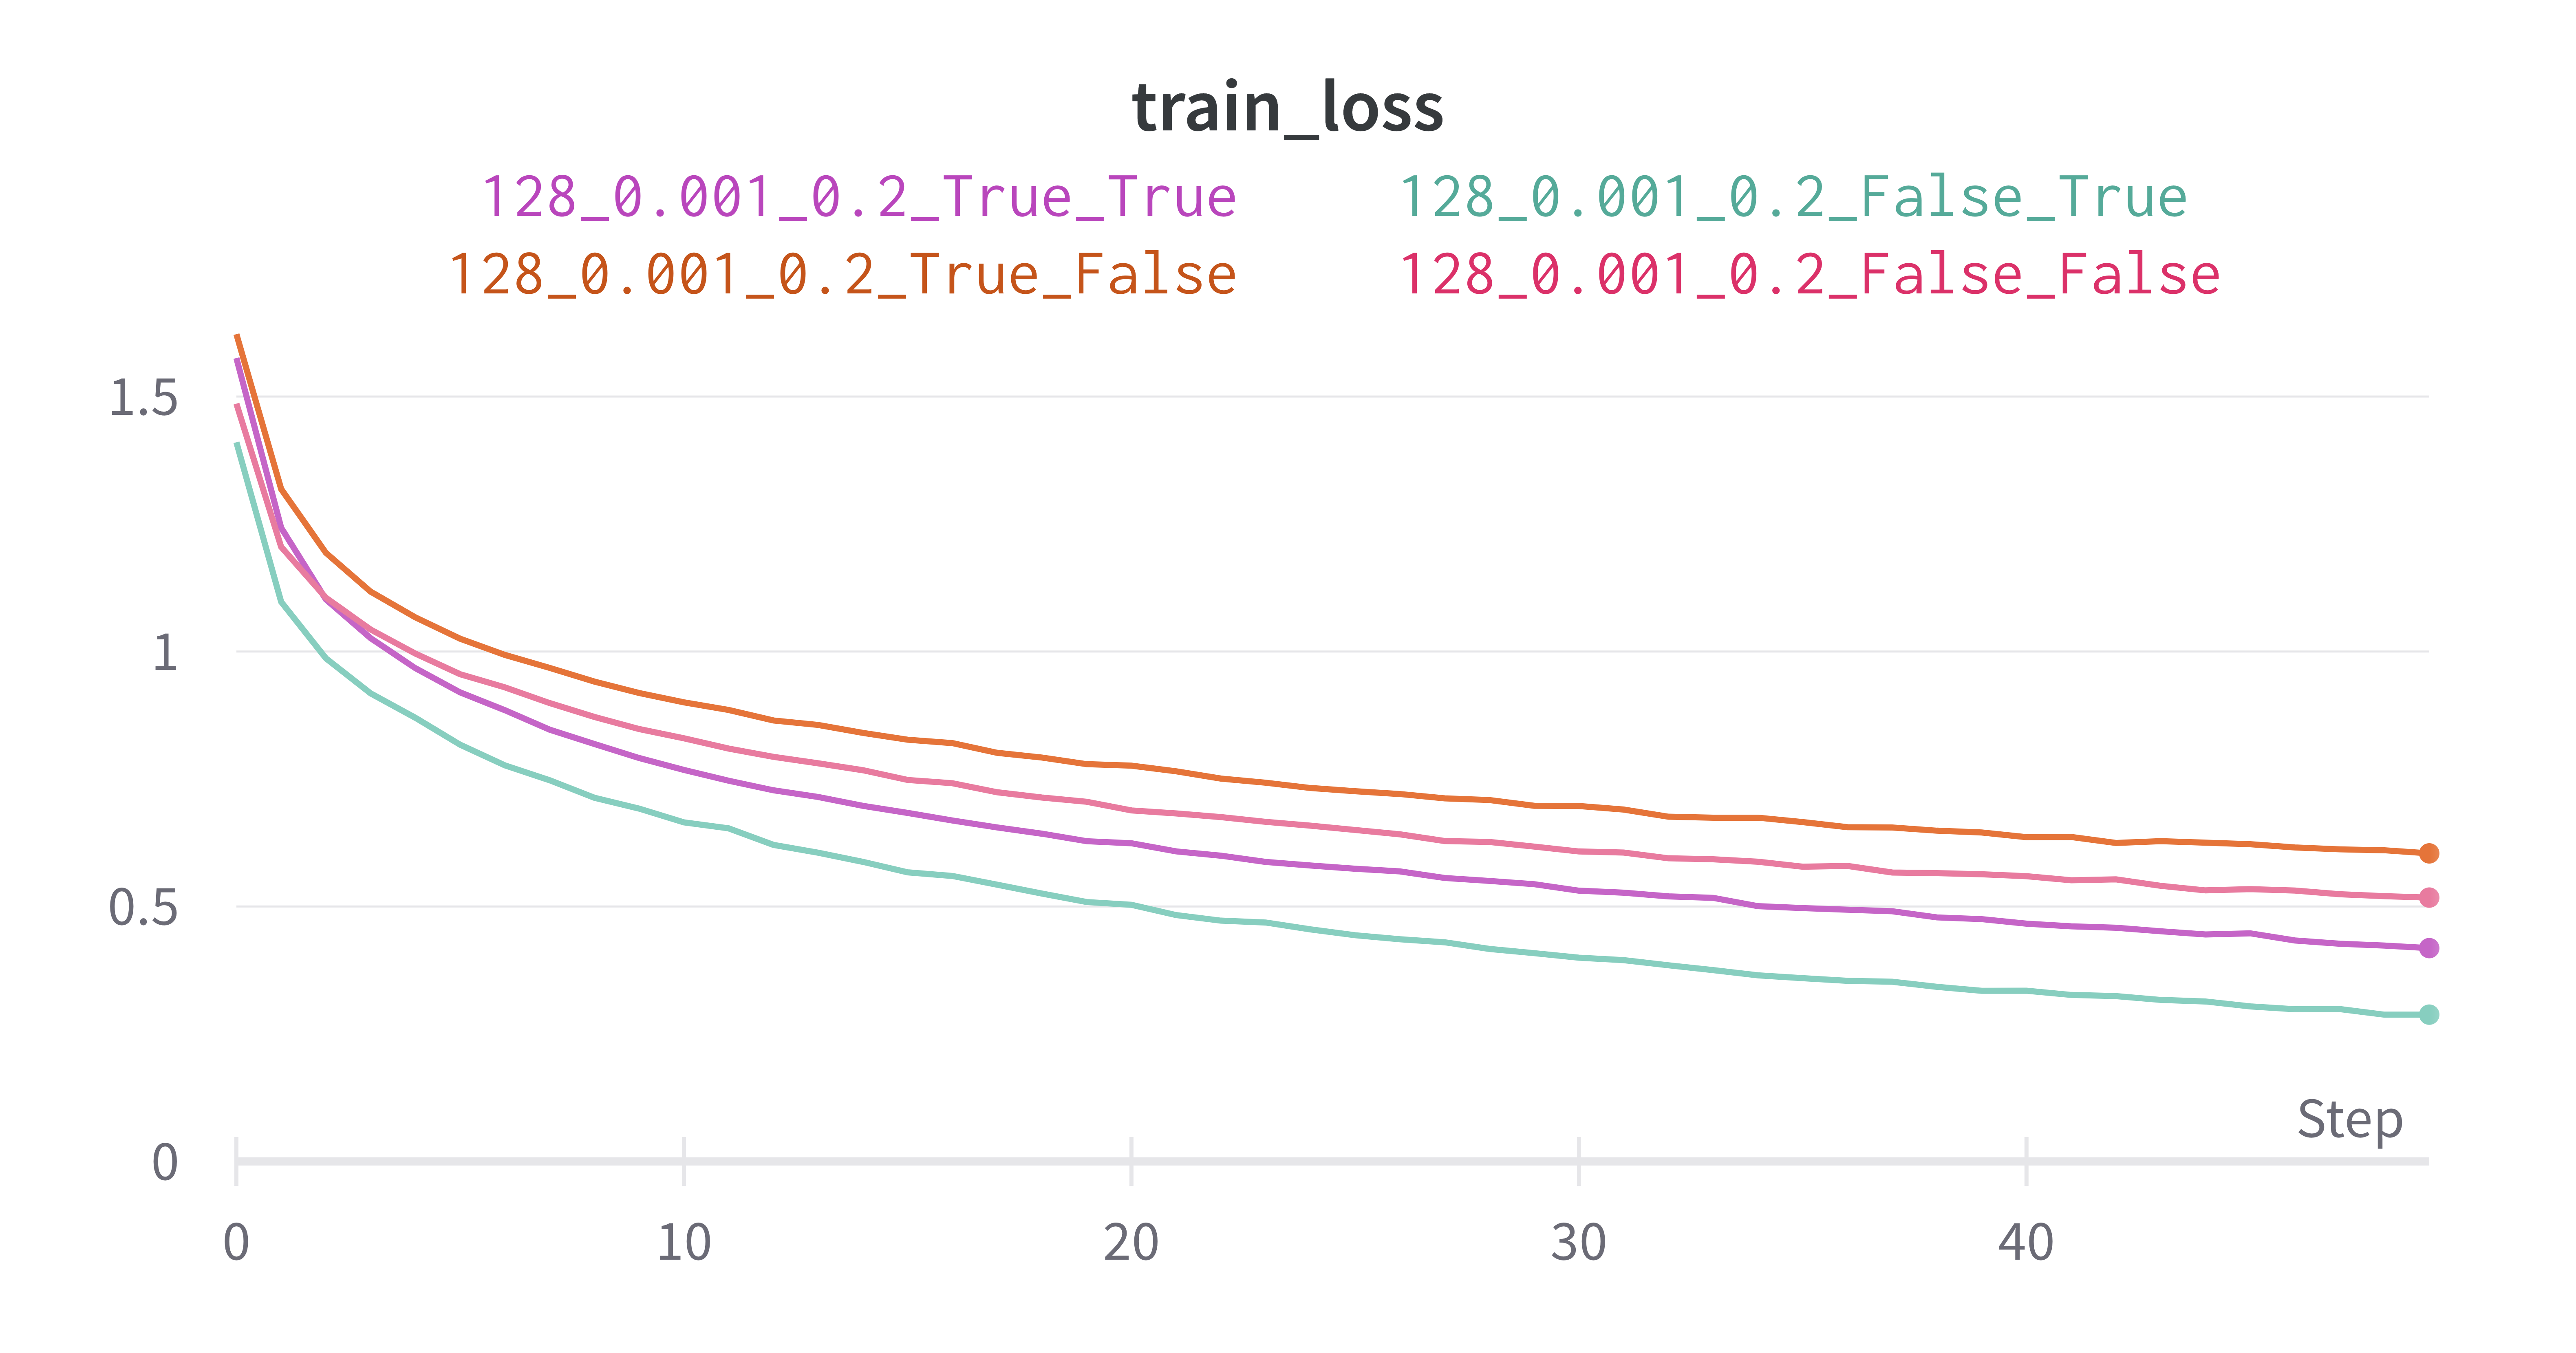 train_loss
128_0.001_0.2_True_True 128_0.001_0.2_False_True
128_0.001_0.2_True_False 128_0.001_0.2_False_False
1.5
1
0.5
Step
0
0 10 20 30 40